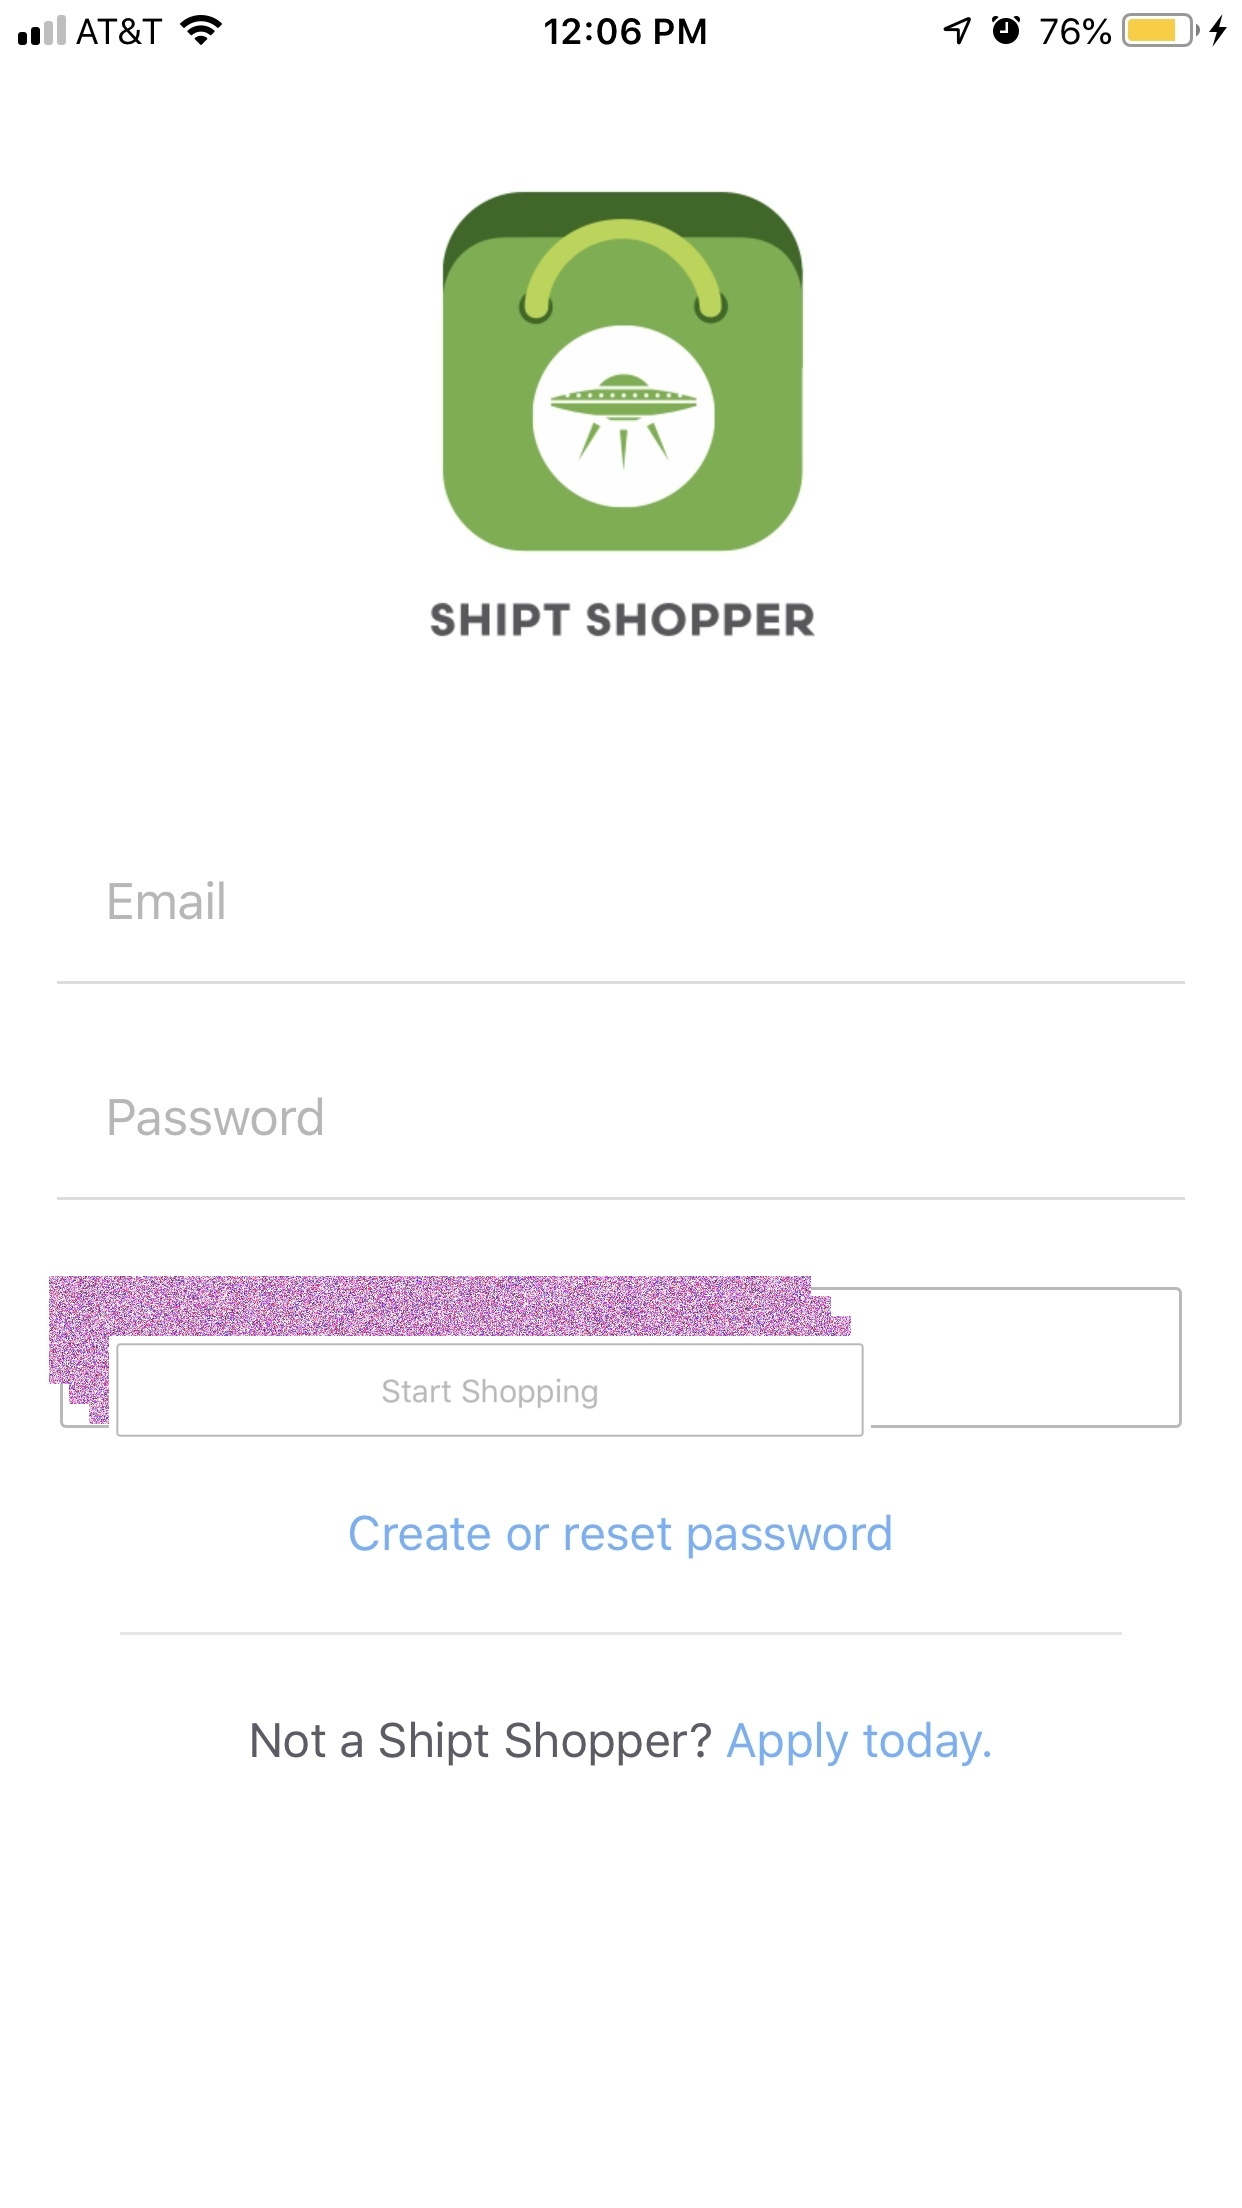 AT&T 12:06 PM 76%
SHIPT SHOPPER
Email
Password
Start Shopping
Create or reset password
Not a Shipt Shopper? Apply today.